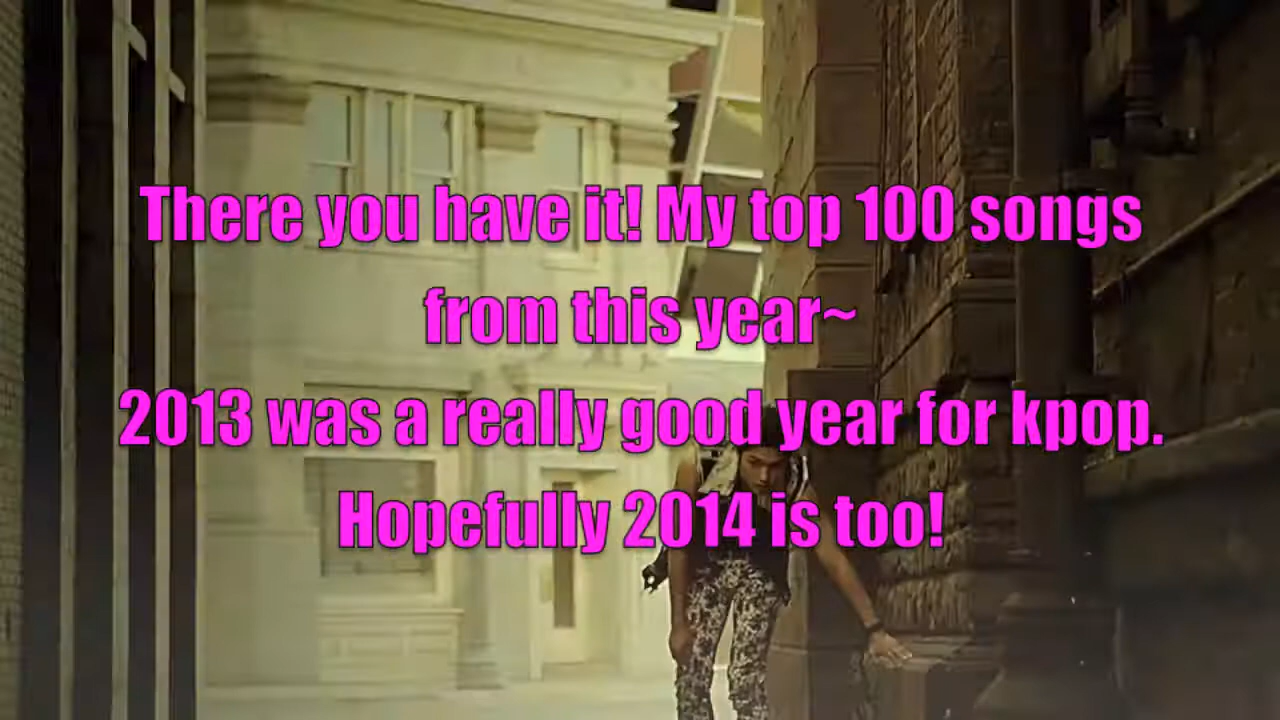 There you have it! My top 100 songs
from this year~
2013 was a really good year for kpop.
Hopefully 2014 is too!